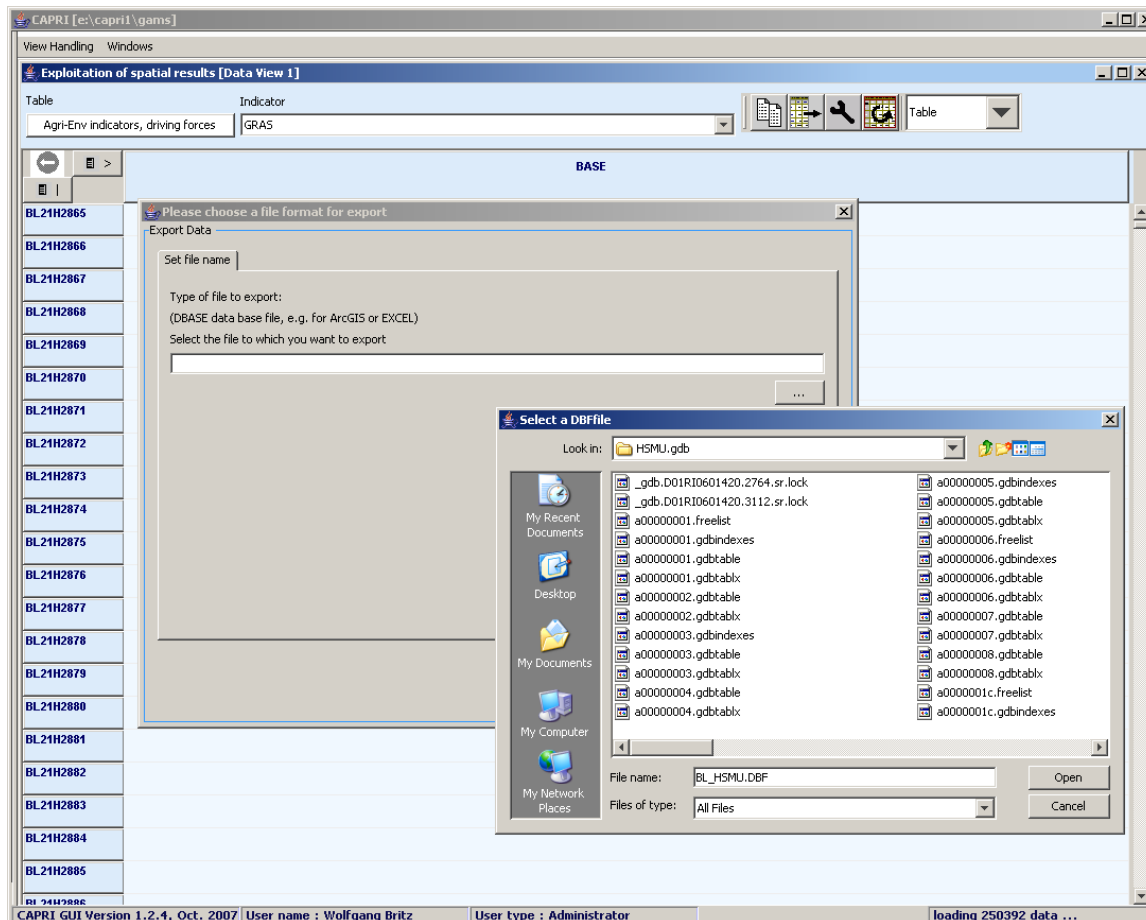 CAPRI [e:\capri1\gams]
View Handling Windows
Exploitation of spatial results [Data View 1]
Table Indicator
Agri-Env indicators, driving forces GRAS Table
>
BASE
|
BL21H2865
BL21H2866
BL21H2867
BL21H2868
BL21H2869
BL21H2870
BL21H2871
BL21H2872
BL21H2873
BL21H2874
BL21H2875
BL21H2876
BL21H2877
BL21H2878
BL21H2879
BL21H2880
BL21H2881
BL21H2882
BL21H2883
BL21H2884
BL21H2885
BL21H2886
Please choose a file format for export
Export Data
Set file name
Type of file to export:
(DBASE data base file, e.g. for ArcGIS or EXCEL)
Select the file to which you want to export
...
Select a DBFfile
Look in: HSMU.gdb
My Recent
Documents
Desktop
My Documents
My Computer
My Network
Places
_gdb.D01RI0601420.2764.sr.lock
_gdb.D01RI0601420.3112.sr.lock
a00000001.freelist
a00000001.gdbindexes
a00000001.gdbtable
a00000001.gdbtablx
a00000002.gdbtable
a00000002.gdbtablx
a00000003.gdbindexes
a00000003.gdbtable
a00000003.gdbtablx
a00000004.gdbtable
a00000004.gdbtablx
a00000005.gdbindexes
a00000005.gdbtable
a00000005.gdbtablx
a00000006.freelist
a00000006.gdbindexes
a00000006.gdbtable
a00000006.gdbtablx
a00000007.gdbtable
a00000007.gdbtablx
a00000008.gdbtable
a00000008.gdbtablx
a0000001c.freelist
a0000001c.gdbindexes
File name: BL_HSMU.DBF Open
Files of type: All Files Cancel
CAPRI GUI Version 1.2.4, Oct. 2007 User name : Wolfgang Britz User type : Administrator loading 250392 data ...